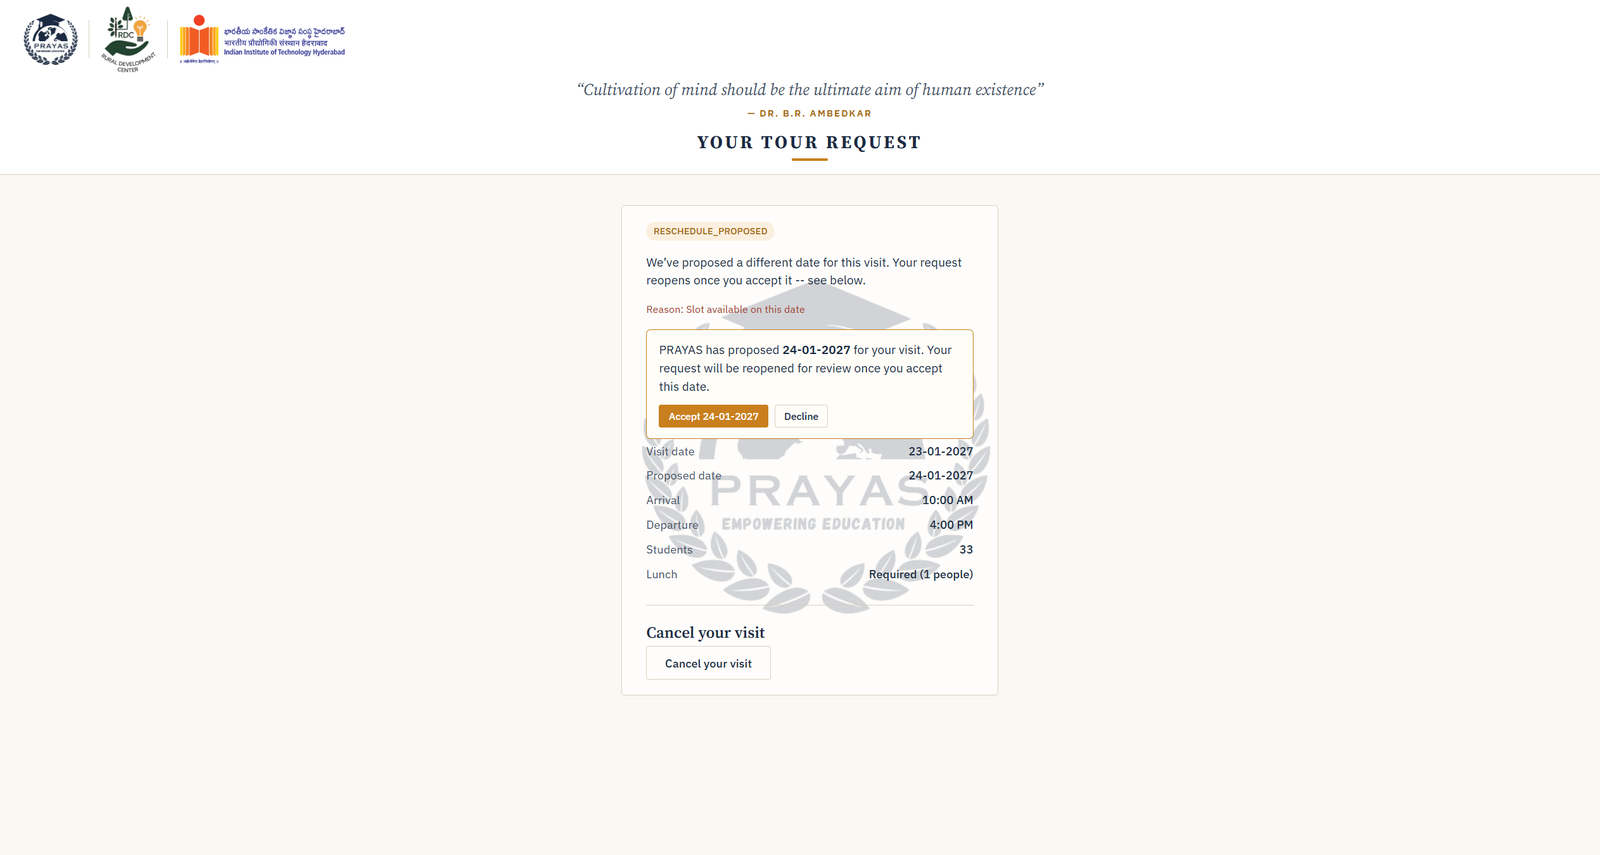 PRAYAS
EMPOWERING EDUCATION
RDC
RURAL DEVELOPMENT
CENTER
భారతీయ సాంకేతిక విజ్ఞాన సంస్థ హైదరాబాద్
भारतीय प्रौद्योगिकी संस्थान हैदराबाद
Indian Institute of Technology Hyderabad
“Cultivation of mind should be the ultimate aim of human existence”
— DR. B.R. AMBEDKAR
YOUR TOUR REQUEST
RESCHEDULE_PROPOSED
We've proposed a different date for this visit. Your request
reopens once you accept it -- see below.
Reason: Slot available on this date
PRAYAS has proposed 24-01-2027 for your visit. Your
request will be reopened for review once you accept
this date.
Accept 24-01-2027 Decline
Visit date 23-01-2027
Proposed date 24-01-2027
PRAYAS
Arrival 10:00 AM
Departure 4:00 PM
EMPOWERING EDUCATION
Students 33
Lunch Required (1 people)
Cancel your visit
Cancel your visit